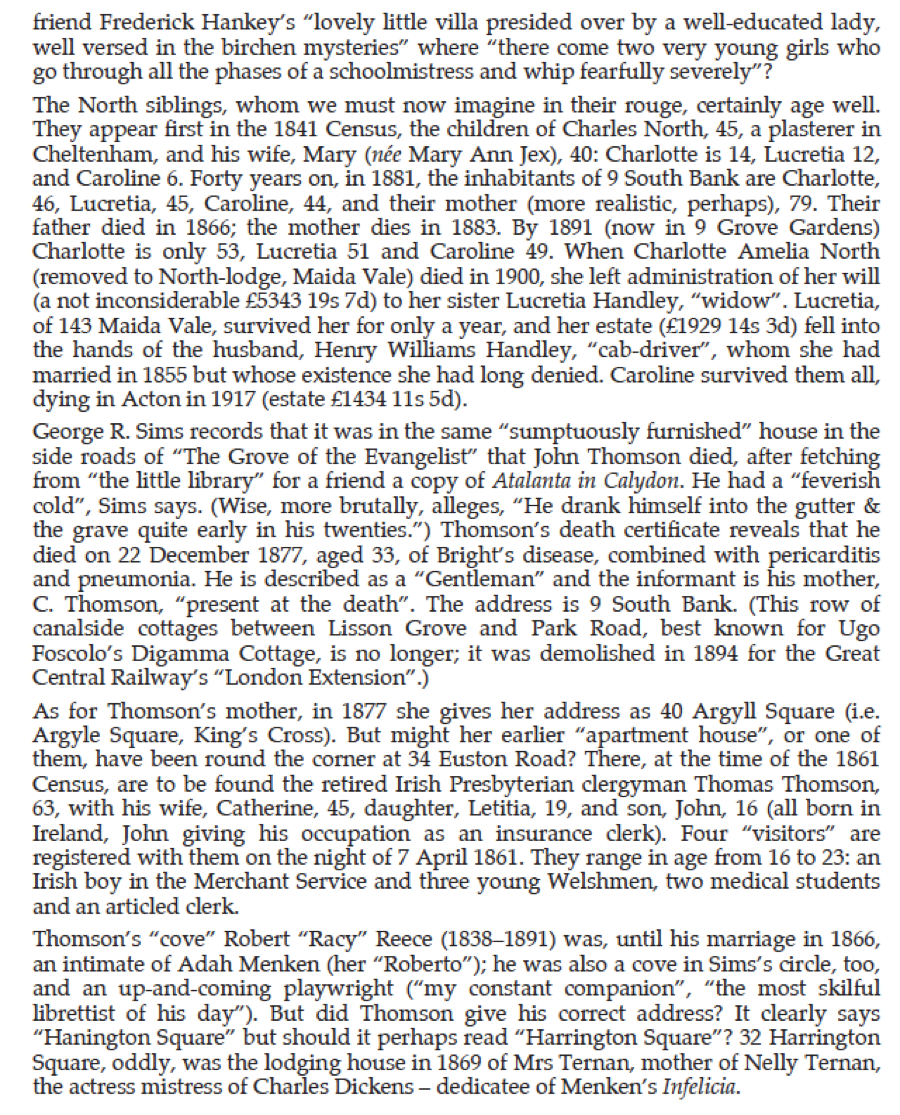 friend Frederick Hankey's “lovely little villa presided over by a well-educated lady,
well versed in the birchen mysteries” where “there come two very young girls who
go through all the phases of a schoolmistress and whip fearfully severely”?
The North siblings, whom we must now imagine in their rouge, certainly age well.
They appear first in the 1841 Census, the children of Charles North, 45, a plasterer in
Cheltenham, and his wife, Mary (née Mary Ann Jex), 40: Charlotte is 14, Lucretia 12,
and Caroline 6. Forty years on, in 1881, the inhabitants of 9 South Bank are Charlotte,
46, Lucretia, 45, Caroline, 44, and their mother (more realistic, perhaps), 79. Their
father died in 1866; the mother dies in 1883. By 1891 (now in 9 Grove Gardens)
Charlotte is only 53, Lucretia 51 and Caroline 49. When Charlotte Amelia North
(removed to North-lodge, Maida Vale) died in 1900, she left administration of her will
(a not inconsiderable £5343 19s 7d) to her sister Lucretia Handley, “widow”. Lucretia,
of 143 Maida Vale, survived her for only a year, and her estate (£1929 14s 3d) fell into
the hands of the husband, Henry Williams Handley, “cab-driver”, whom she had
married in 1855 but whose existence she had long denied. Caroline survived them all,
dying in Acton in 1917 (estate £1434 11s 5d).
George R. Sims records that it was in the same “sumptuously furnished” house in the
side roads of “The Grove of the Evangelist” that John Thomson died, after fetching
from “the little library” for a friend a copy of Atalanta in Calydon. He had a “feverish
cold”, Sims says. (Wise, more brutally, alleges, “He drank himself into the gutter &
the grave quite early in his twenties.”) Thomson's death certificate reveals that he
died on 22 December 1877, aged 33, of Bright's disease, combined with pericarditis
and pneumonia. He is described as a “Gentleman” and the informant is his mother,
C. Thomson, “present at the death”. The address is 9 South Bank. (This row of
canalside cottages between Lisson Grove and Park Road, best known for Ugo
Foscolo's Digamma Cottage, is no longer; it was demolished in 1894 for the Great
Central Railway's “London Extension”.)
As for Thomson's mother, in 1877 she gives her address as 40 Argyll Square (i.e.
Argyle Square, King's Cross). But might her earlier “apartment house”, or one of
them, have been round the corner at 34 Euston Road? There, at the time of the 1861
Census, are to be found the retired Irish Presbyterian clergyman Thomas Thomson,
63, with his wife, Catherine, 45, daughter, Letitia, 19, and son, John, 16 (all born in
Ireland, John giving his occupation as an insurance clerk). Four “visitors” are
registered with them on the night of 7 April 1861. They range in age from 16 to 23: an
Irish boy in the Merchant Service and three young Welshmen, two medical students
and an articled clerk.
Thomson's “cove” Robert “Racy” Reece (1838–1891) was, until his marriage in 1866,
an intimate of Adah Menken (her “Roberto”); he was also a cove in Sims's circle, too,
and an up-and-coming playwright (“my constant companion”, “the most skilful
librettist of his day”). But did Thomson give his correct address? It clearly says
“Hanington Square” but should it perhaps read “Harrington Square”? 32 Harrington
Square, oddly, was the lodging house in 1869 of Mrs Ternan, mother of Nelly Ternan,
the actress mistress of Charles Dickens – dedicatee of Menken's Infelicia.